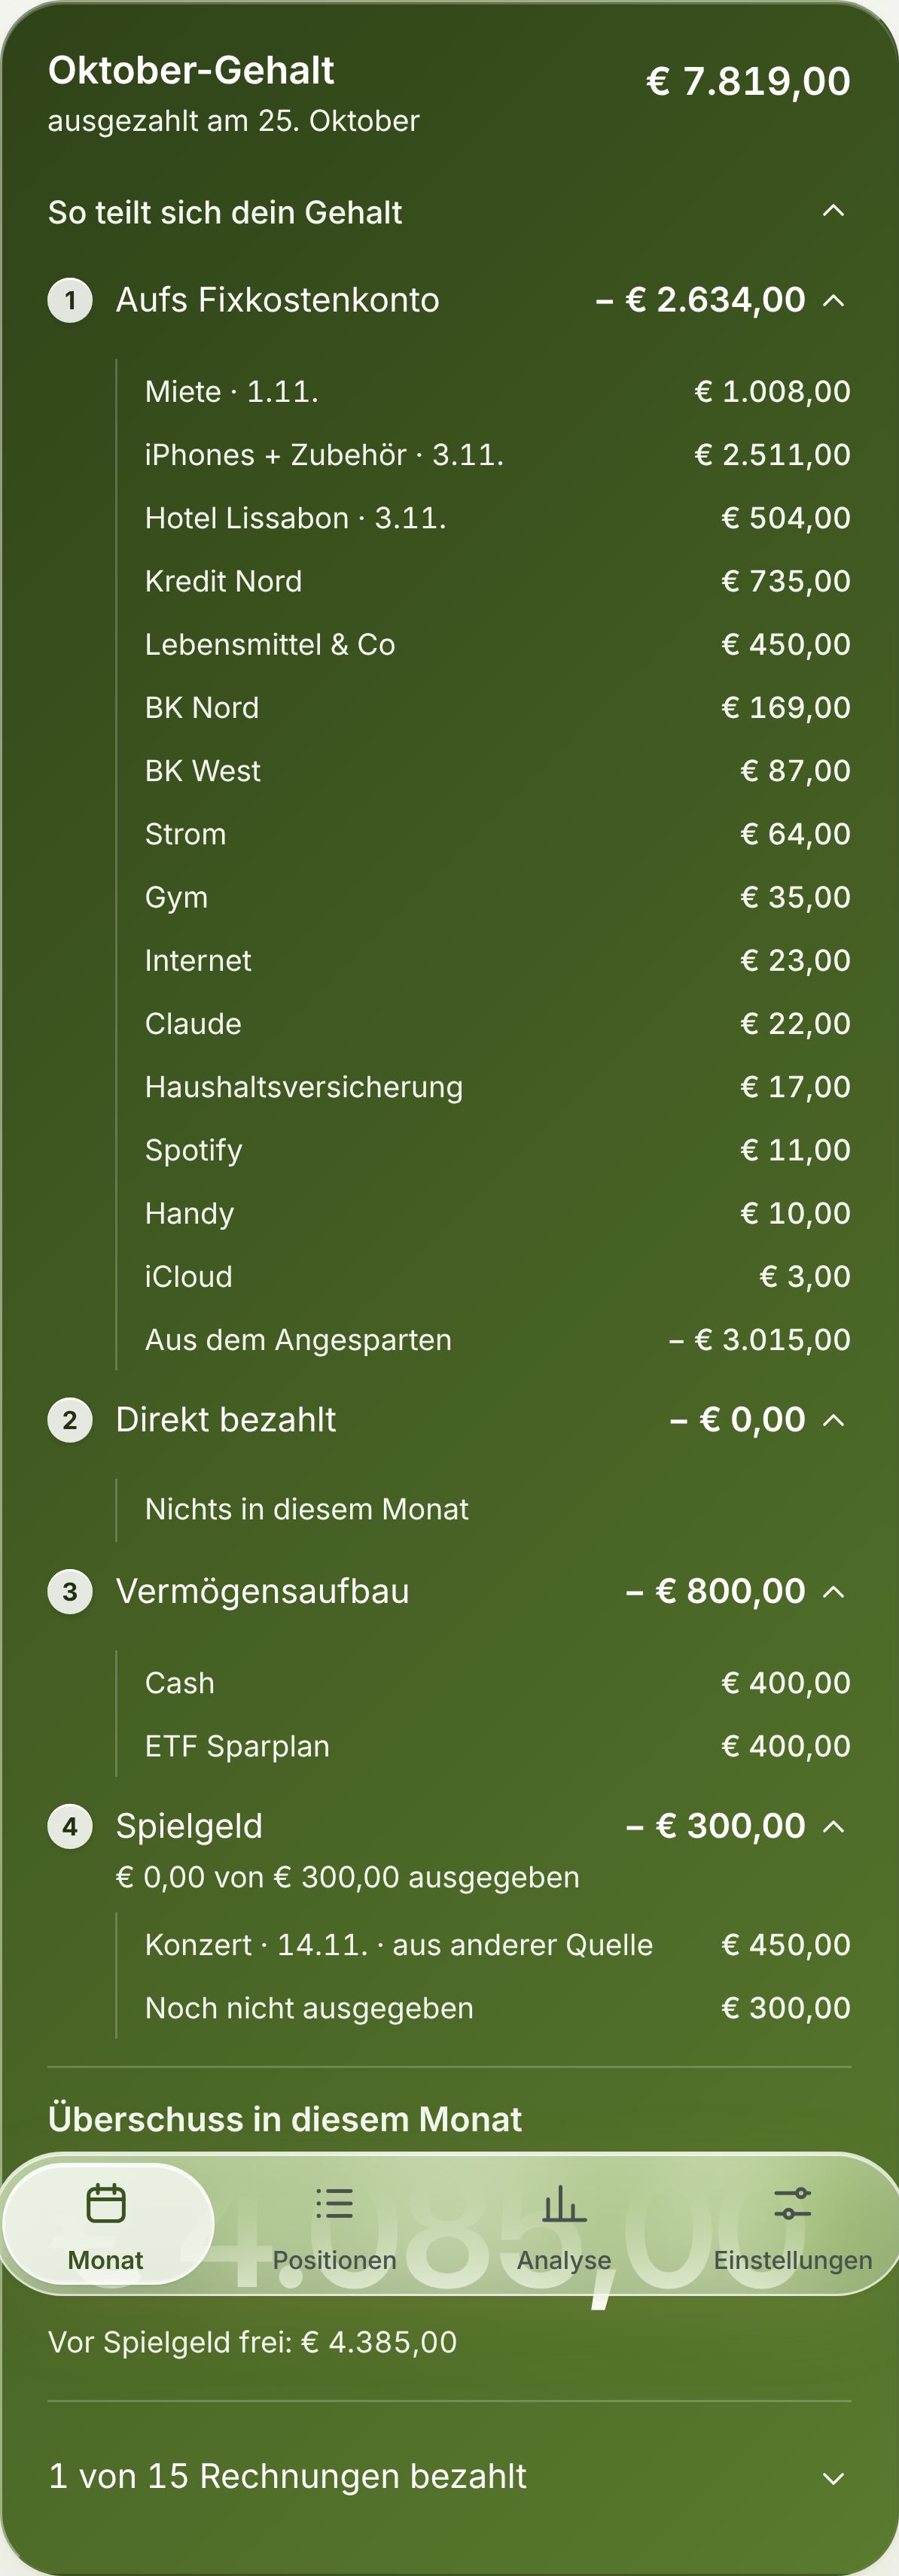 Oktober-Gehalt
€ 7.819,00
ausgezahlt am 25. Oktober
So teilt sich dein Gehalt
1 Aufs Fixkostenkonto – € 2.634,00
Miete · 1.11. € 1.008,00
iPhones + Zubehör · 3.11. € 2.511,00
Hotel Lissabon · 3.11. € 504,00
Kredit Nord € 735,00
Lebensmittel & Co € 450,00
BK Nord € 169,00
BK West € 87,00
Strom € 64,00
Gym € 35,00
Internet € 23,00
Claude € 22,00
Haushaltsversicherung € 17,00
Spotify € 11,00
Handy € 10,00
iCloud € 3,00
Aus dem Angesparten – € 3.015,00
2 Direkt bezahlt – € 0,00
Nichts in diesem Monat
3 Vermögensaufbau – € 800,00
Cash € 400,00
ETF Sparplan € 400,00
4 Spielgeld – € 300,00
€ 0,00 von € 300,00 ausgegeben
Konzert · 14.11. · aus anderer Quelle € 450,00
Noch nicht ausgegeben € 300,00
Überschuss in diesem Monat
€ 4.085,00
Monat Positionen Analyse Einstellungen
Vor Spielgeld frei: € 4.385,00
1 von 15 Rechnungen bezahlt